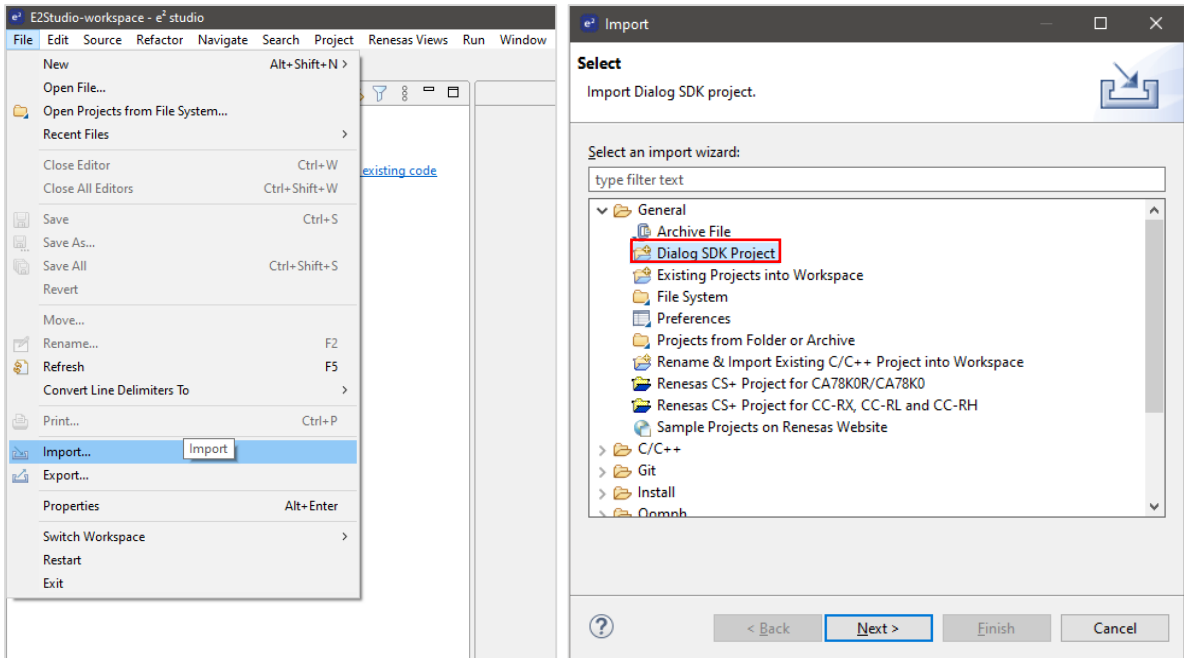 E2Studio-workspace - e² studio
File Edit Source Refactor Navigate Search Project Renesas Views Run Window
New Alt+Shift+N >
Open File...
Open Projects from File System...
Recent Files >
Close Editor Ctrl+W
existing code
Close All Editors Ctrl+Shift+W
Save Ctrl+S
Save As...
Save All Ctrl+Shift+S
Revert
Move...
Rename... F2
Refresh F5
Convert Line Delimiters To >
Print... Ctrl+P
Import...
Import
Export...
Properties Alt+Enter
Switch Workspace >
Restart
Exit
e² Import
Select
Import Dialog SDK project.
Select an import wizard:
type filter text
General
Archive File
Dialog SDK Project
Existing Projects into Workspace
File System
Preferences
Projects from Folder or Archive
Rename & Import Existing C/C++ Project into Workspace
Renesas CS+ Project for CA78K0R/CA78K0
Renesas CS+ Project for CC-RX, CC-RL and CC-RH
Sample Projects on Renesas Website
C/C++
Git
Install
Oomph
? < Back Next > Finish Cancel